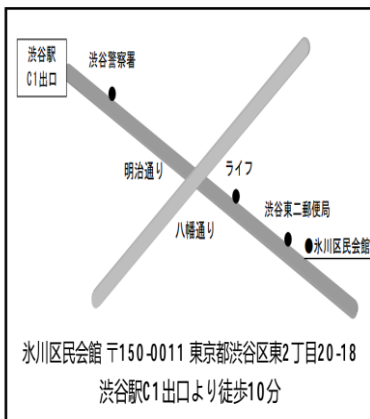 渋谷駅
C1出口
渋谷警察署
明治通り
ライフ
八幡通り
渋谷東二郵便局
氷川区民会館
氷川区民会館 〒150-0011 東京都渋谷区東2丁目20-18
渋谷駅C1出口より徒歩10分